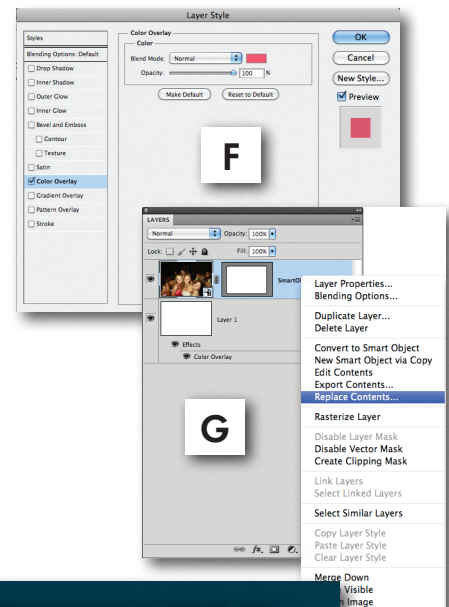 Layer Style
Styles
Blending Options: Default
Drop Shadow
Inner Shadow
Outer Glow
Inner Glow
Bevel and Emboss
Contour
Texture
Satin
Color Overlay
Gradient Overlay
Pattern Overlay
Stroke
Color Overlay
Color
Blend Mode: Normal
Opacity: 100 %
Make Default Reset to Default
OK
Cancel
New Style...
Preview
F
LAYERS
Normal Opacity: 100%
Lock: Fill: 100%
Layer 1
Effects
Color Overlay
G
fx.
Layer Properties...
Blending Options...
Duplicate Layer...
Delete Layer
Convert to Smart Object
New Smart Object via Copy
Edit Contents
Export Contents...
Replace Contents...
Rasterize Layer
Disable Layer Mask
Disable Vector Mask
Create Clipping Mask
Link Layers
Select Linked Layers
Select Similar Layers
Copy Layer Style
Paste Layer Style
Clear Layer Style
Merge Down
Visible
Image